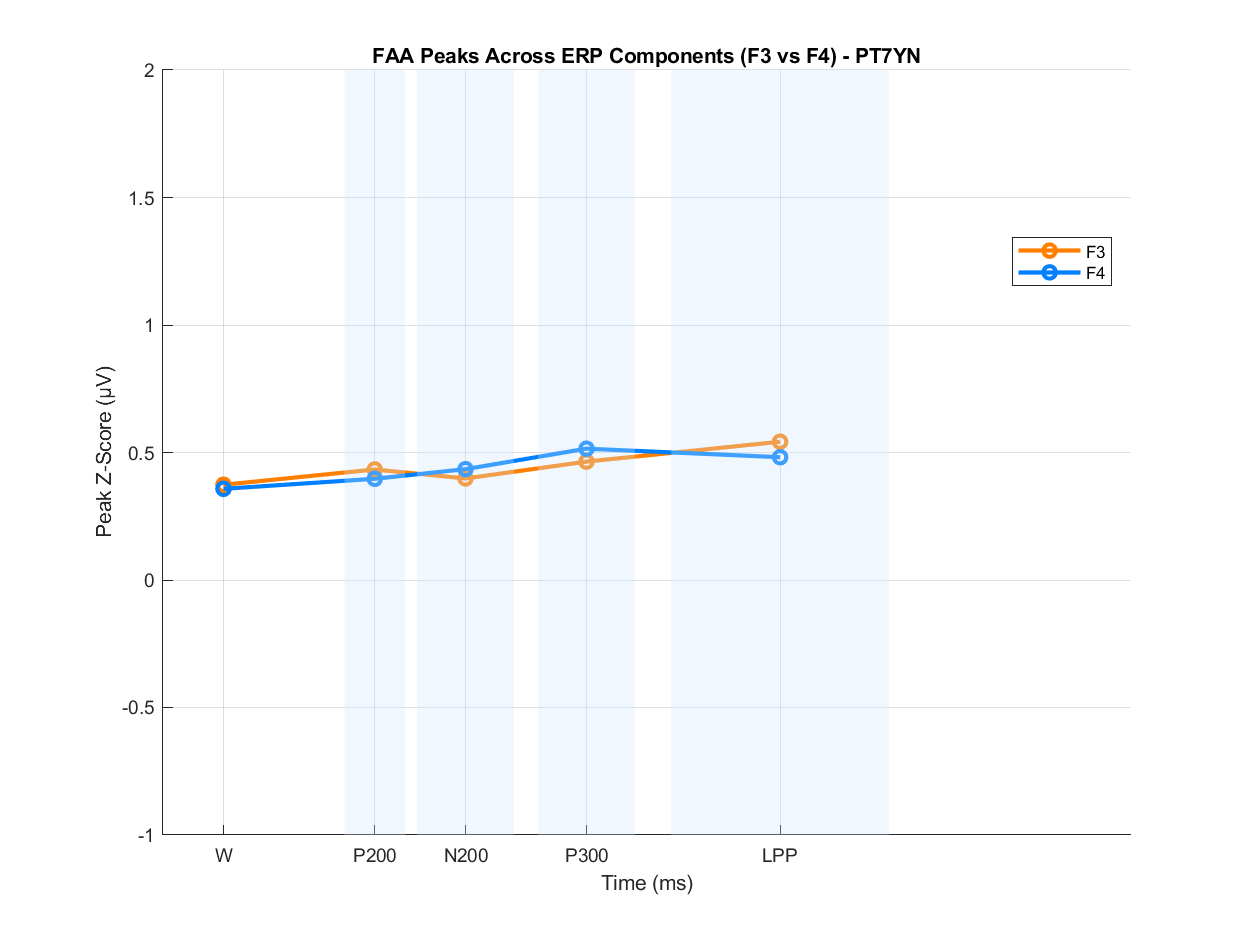 FAA Peaks Across ERP Components (F3 vs F4) - PT7YN
2
1.5
1
0.5
0
-0.5
-1
Peak Z-Score (µV)
F3
F4
W P200 N200 P300 LPP
Time (ms)